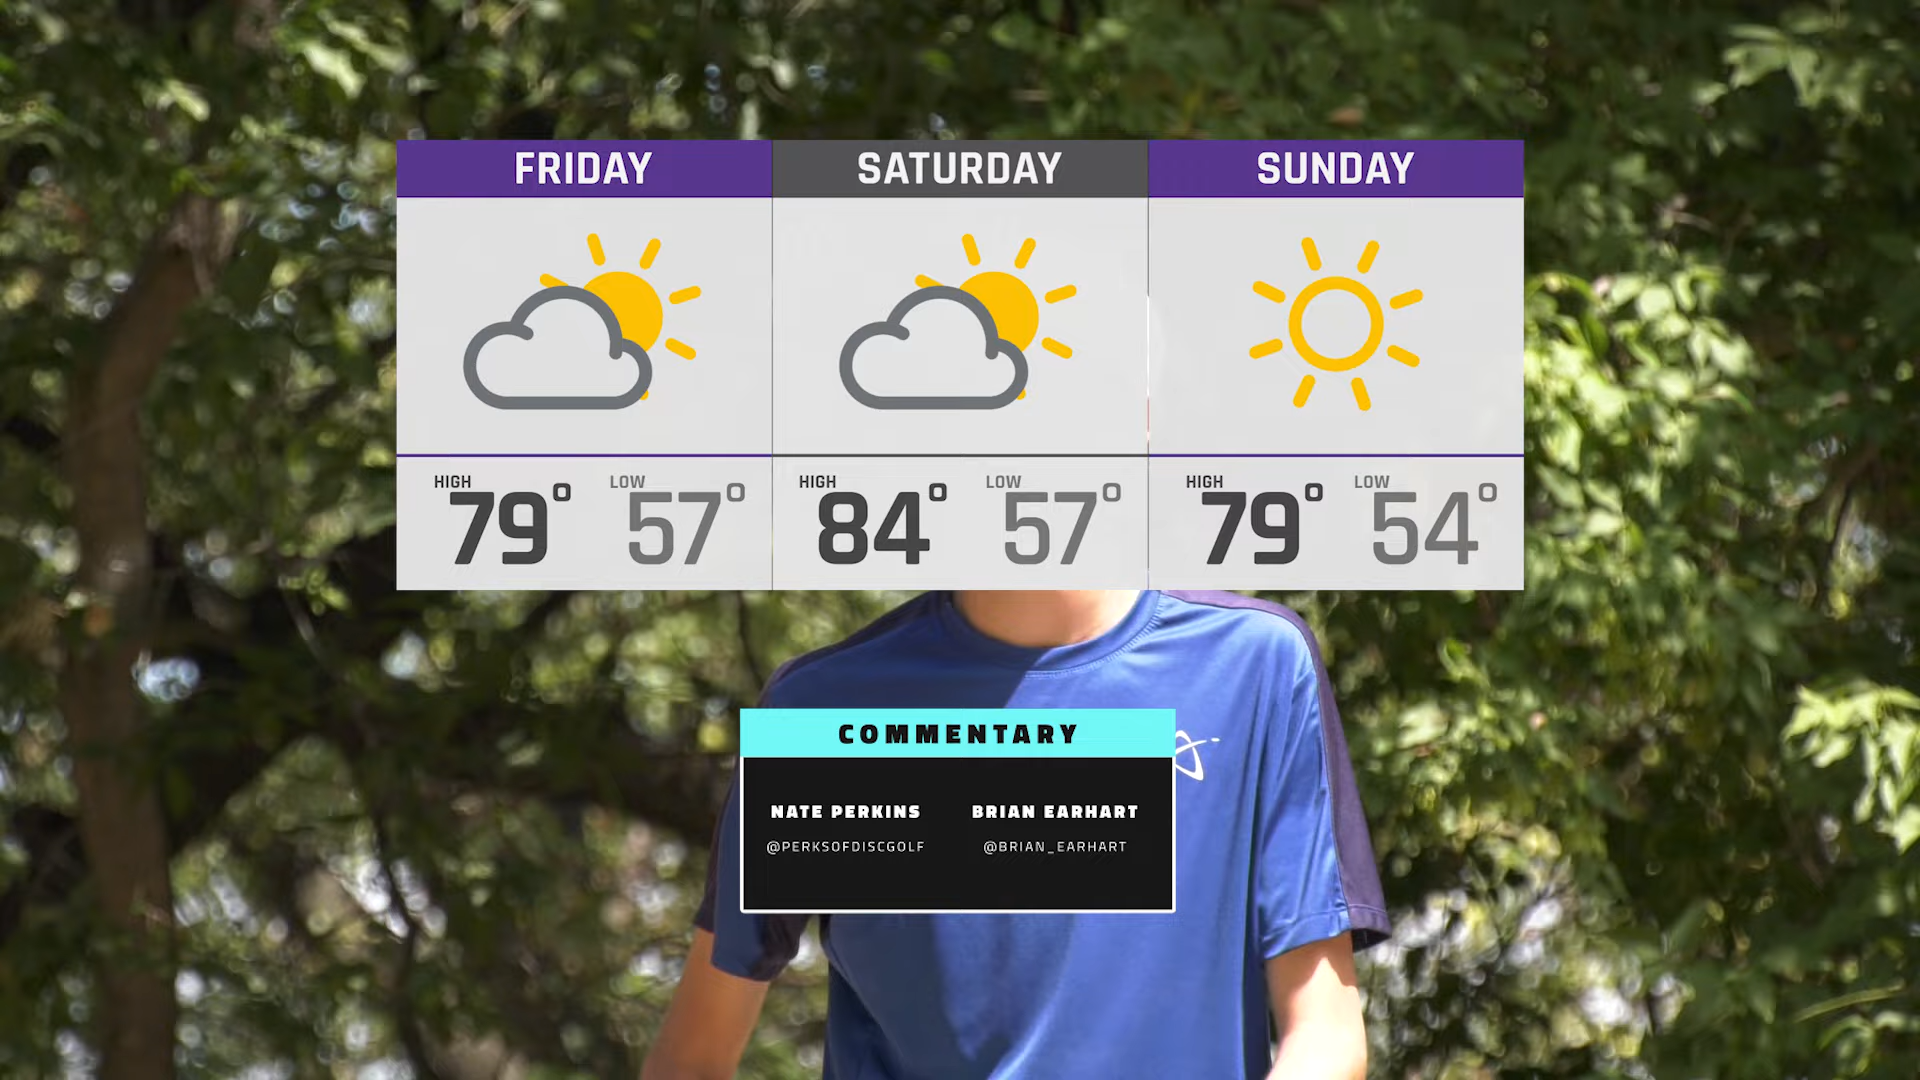 FRIDAY
HIGH 79° LOW 57°
SATURDAY
HIGH 84° LOW 57°
SUNDAY
HIGH 79° LOW 54°
COMMENTARY
NATE PERKINS
@PERKSOFDISCGOLF
BRIAN EARHART
@BRIAN_EARHART